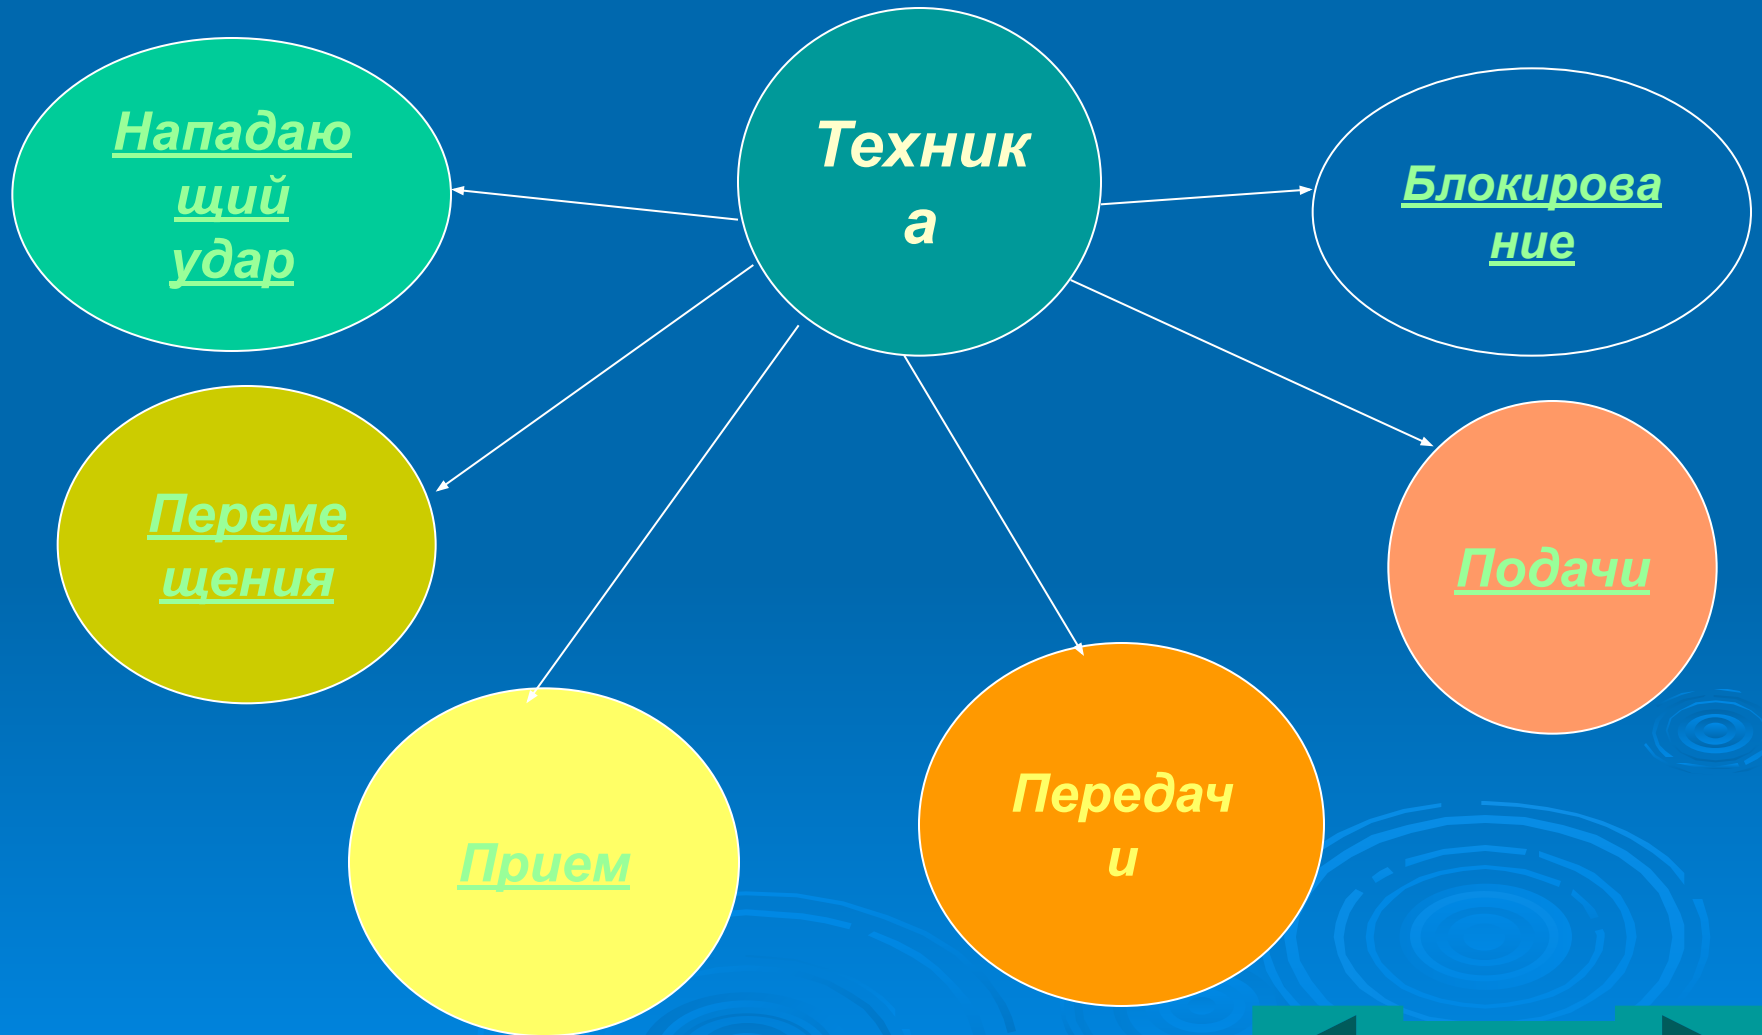 Техник
а
Нападаю
щий
удар
Блокирова
ние
Переме
щения
Подачи
Прием
Передач
и